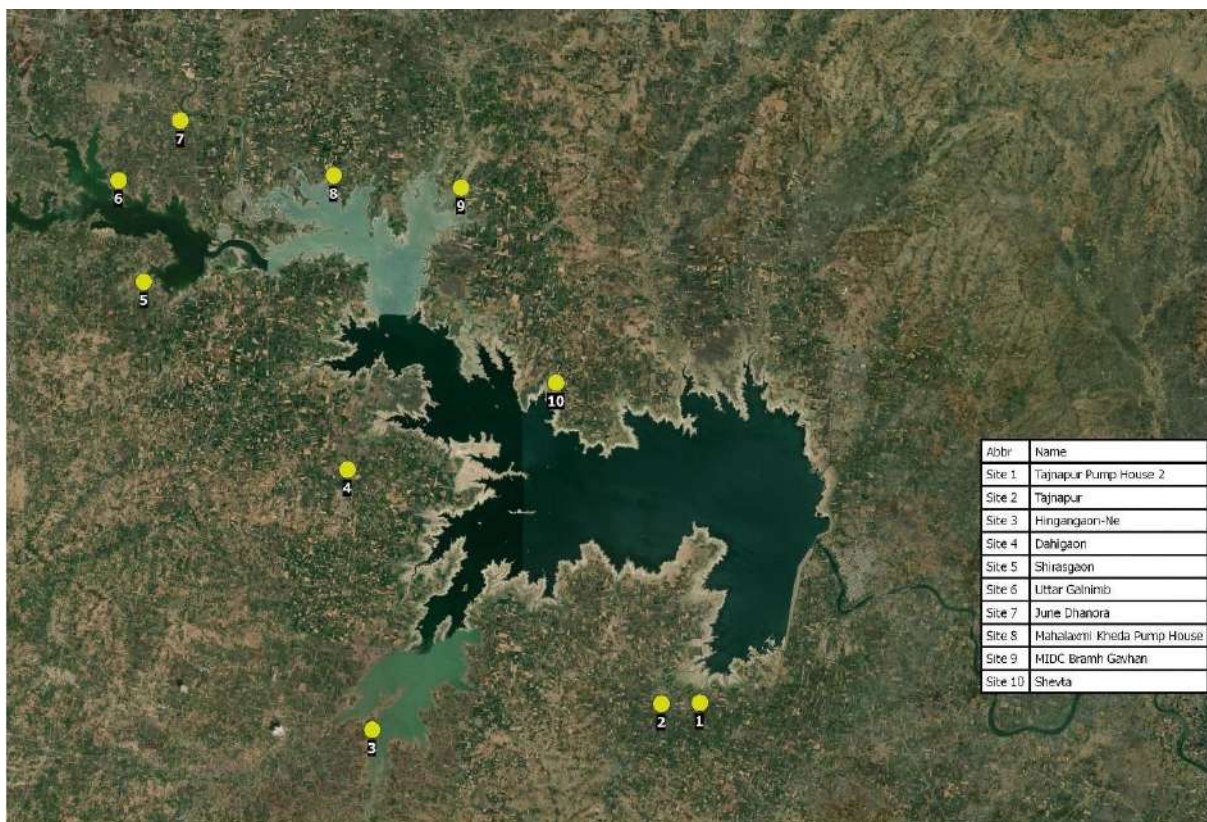 7
8
6
9
5
10
4
Abbr Name
Site 1 Tajnapur Pump House 2
Site 2 Tajnapur
Site 3 Hingangaon-Ne
Site 4 Dahigaon
Site 5 Shirasgaon
Site 6 Uttar Galnimb
Site 7 June Dhanora
Site 8 Mahalaxmi Kheda Pump House
Site 9 MIDC Bramh Gavhan
Site 10 Shevta
2 1
3